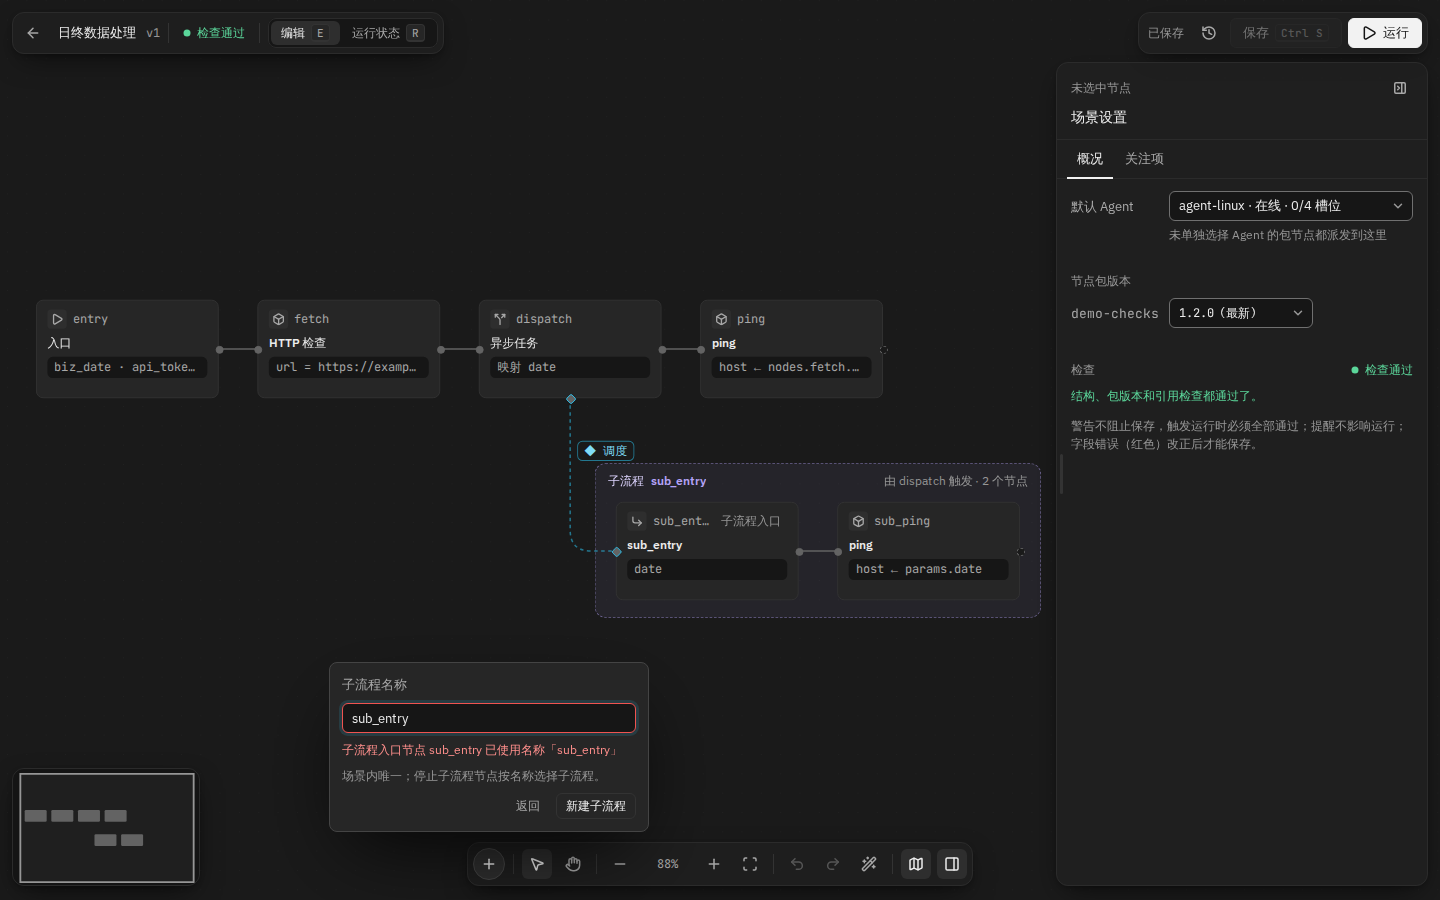 日终数据处理 v1 检查通过 编辑 E 运行状态 R
已保存 保存 Ctrl S 运行
未选中节点
场景设置
概况 关注项
默认 Agent agent-linux · 在线 · 0/4 槽位
未单独选择 Agent 的包节点都派发到这里
节点包版本
demo-checks 1.2.0 (最新)
检查 检查通过
结构、包版本和引用检查都通过了。
警告不阻止保存，触发运行时必须全部通过；提醒不影响运行；
字段错误（红色）改正后才能保存。
entry
入口
biz_date · api_toke…
fetch
HTTP 检查
url = https://examp…
dispatch
异步任务
映射 date
ping
ping
host ← nodes.fetch.…
调度
子流程 sub_entry 由 dispatch 触发 · 2 个节点
sub_ent… 子流程入口
sub_entry
date
sub_ping
ping
host ← params.date
子流程名称
sub_entry
子流程入口节点 sub_entry 已使用名称「sub_entry」
场景内唯一；停止子流程节点按名称选择子流程。
返回 新建子流程
88%